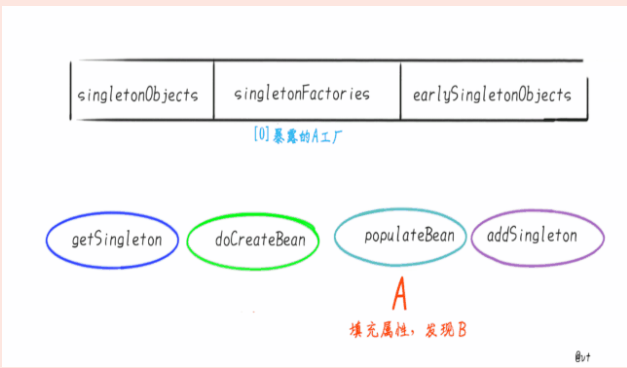 singletonObjects singletonFactories earlySingletonObjects
[0]暴露的A工厂
getSingleton doCreateBean populateBean addSingleton
A
填充属性，发现B